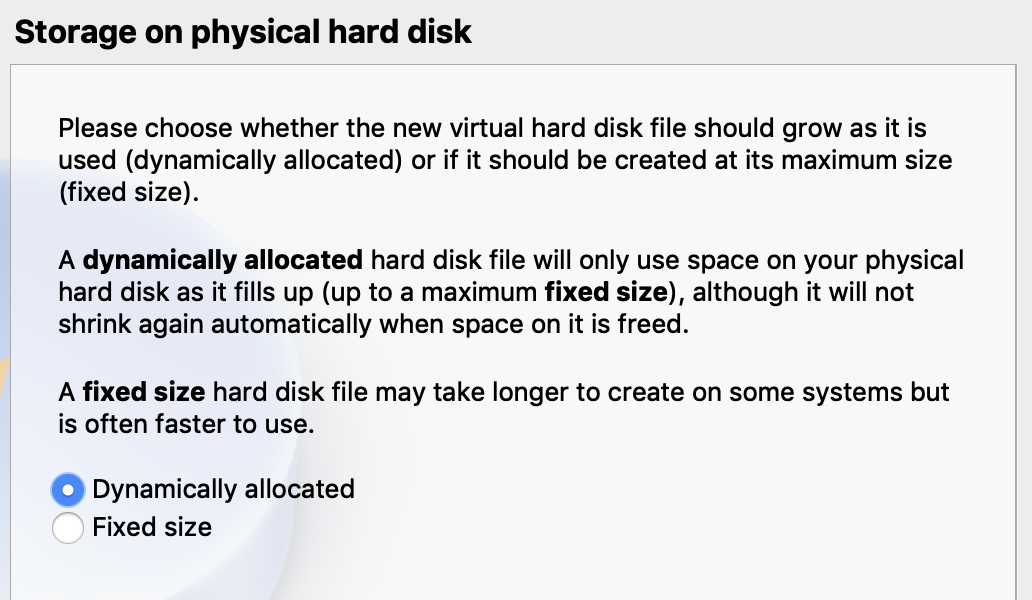 Storage on physical hard disk
Please choose whether the new virtual hard disk file should grow as it is
used (dynamically allocated) or if it should be created at its maximum size
(fixed size).
A dynamically allocated hard disk file will only use space on your physical
hard disk as it fills up (up to a maximum fixed size), although it will not
shrink again automatically when space on it is freed.
A fixed size hard disk file may take longer to create on some systems but
is often faster to use.
Dynamically allocated
Fixed size